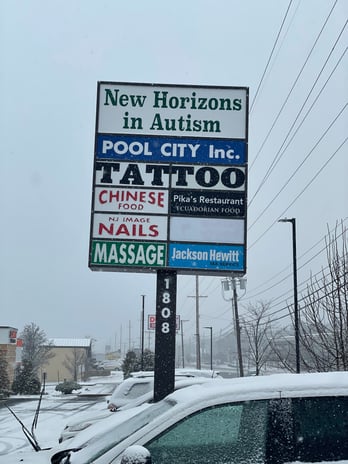 New Horizons
in Autism
POOL CITY Inc.
TATTOO
CHINESE
FOOD
Pika's Restaurant
ECUADORIAN FOOD
NJ IMAGE
NAILS
MASSAGE
Jackson Hewitt
1808